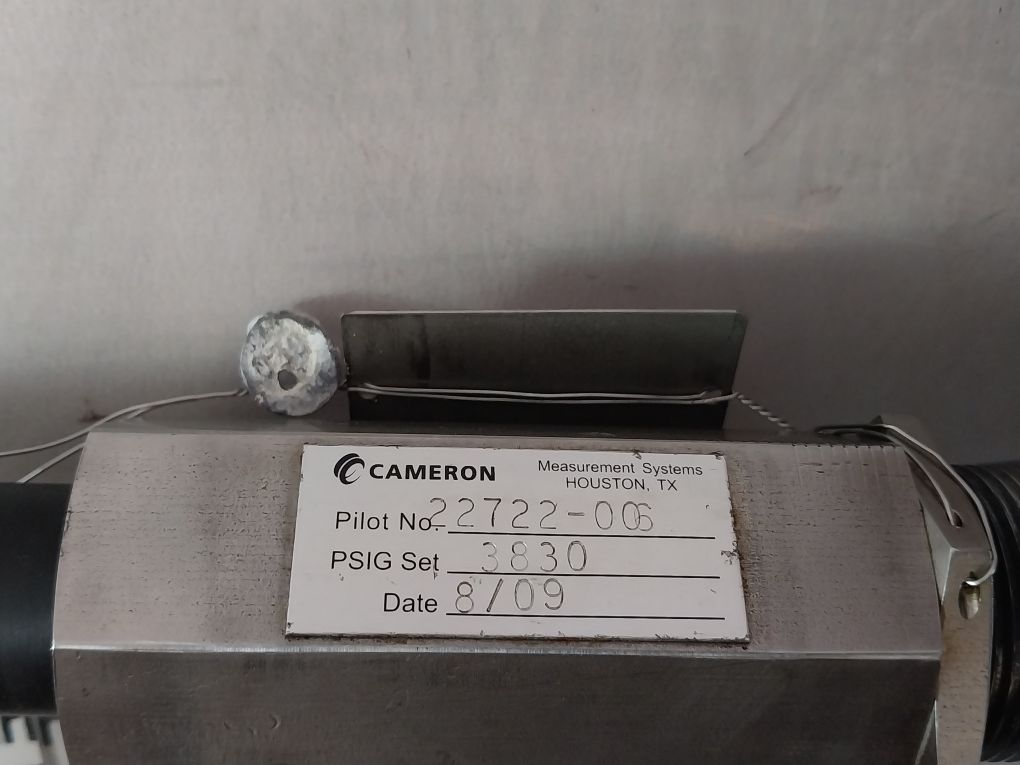 CAMERON
Measurement Systems
HOUSTON, TX
Pilot No. 22722-006
PSIG Set 3830
Date 8/09